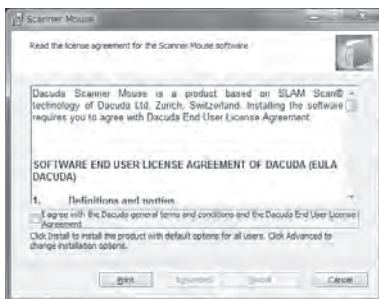 Scanner Mouse
Read the license agreement for the Scanner Mouse software
Dacuda Scanner Mouse is a product based on SLAM Scan®
technology of Dacuda Ltd. Zurich, Switzerland. Installing the software
requires you to agree with Dacuda End User License Agreement
SOFTWARE END USER LICENSE AGREEMENT OF DACUDA (EULA
DACUDA)
1. Definitions and parties
I agree with the Dacuda general terms and conditions and the Dacuda End User License
Agreement
Click Install to install the product with default options for all users. Click Advanced to
change installation options.
Print Advanced Install Cancel